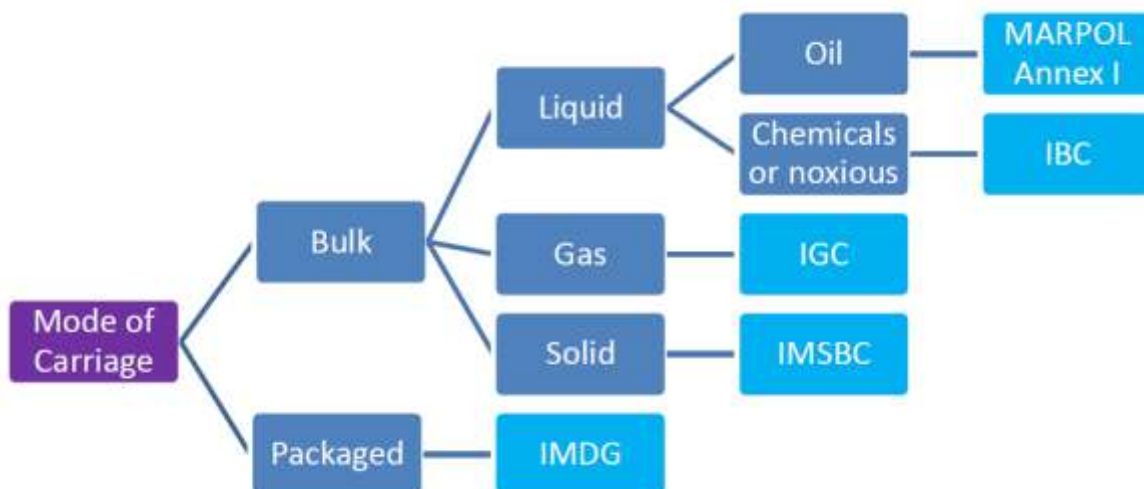 Mode of
Carriage
Bulk
Packaged
Liquid
Gas
Solid
IMDG
Oil
Chemicals
or noxious
IGC
IMSBC
MARPOL
Annex I
IBC